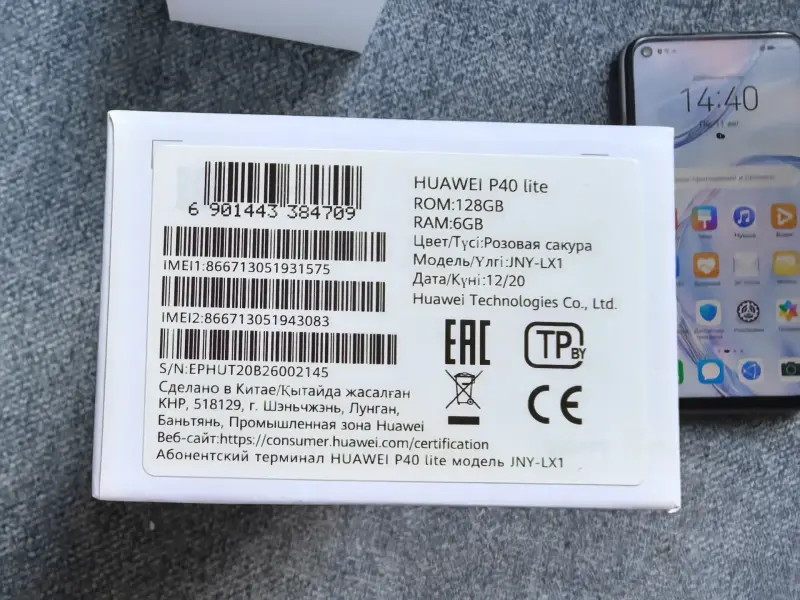 6 901443 384709
IMEI1:866713051931575
IMEI2:866713051943083
S/N:EPHUT20B26002145
Сделано в Китае/Қытайда жасалған
КНР, 518129, г. Шэньчжэнь, Лунган,
Баньтянь, Промышленная зона Huawei
Веб-сайт:https://consumer.huawei.com/certification
Абонентский терминал HUAWEI P40 lite модель JNY-LX1
HUAWEI P40 lite
ROM:128GB
RAM:6GB
Цвет/Түсі:Розовая сакура
Модель/Үлгі:JNY-LX1
Дата/Күні:12/20
Huawei Technologies Co., Ltd.
EAC
TP BY
CE
14:40
Музыка
Видео